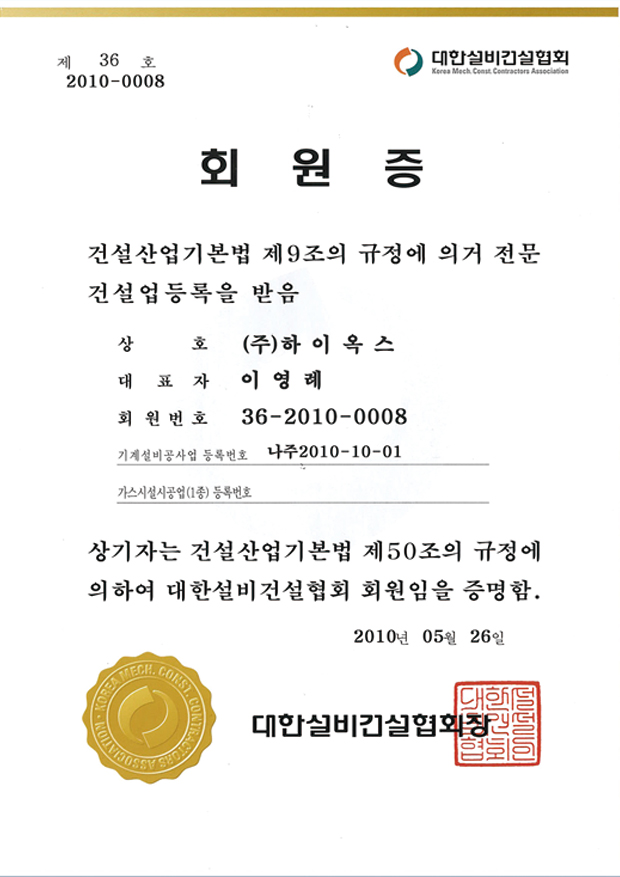 제 36 호
2010-0008
대한설비건설협회
Korea Mech. Const. Contractors Association
회 원 증
건설산업기본법 제9조의 규정에 의거 전문
건설업등록을 받음
상 호 (주)하이옥스
대 표 자 이영례
회원번호 36-2010-0008
기계설비공사업 등록번호 나주2010-10-01
가스시설시공업(1종) 등록번호
상기자는 건설산업기본법 제50조의 규정에
의하여 대한설비건설협회 회원임을 증명함.
2010년 05월 26일
KOREA MECH. CONST. CONTRACTORS ASSOCIATION
대한설비건설협회장